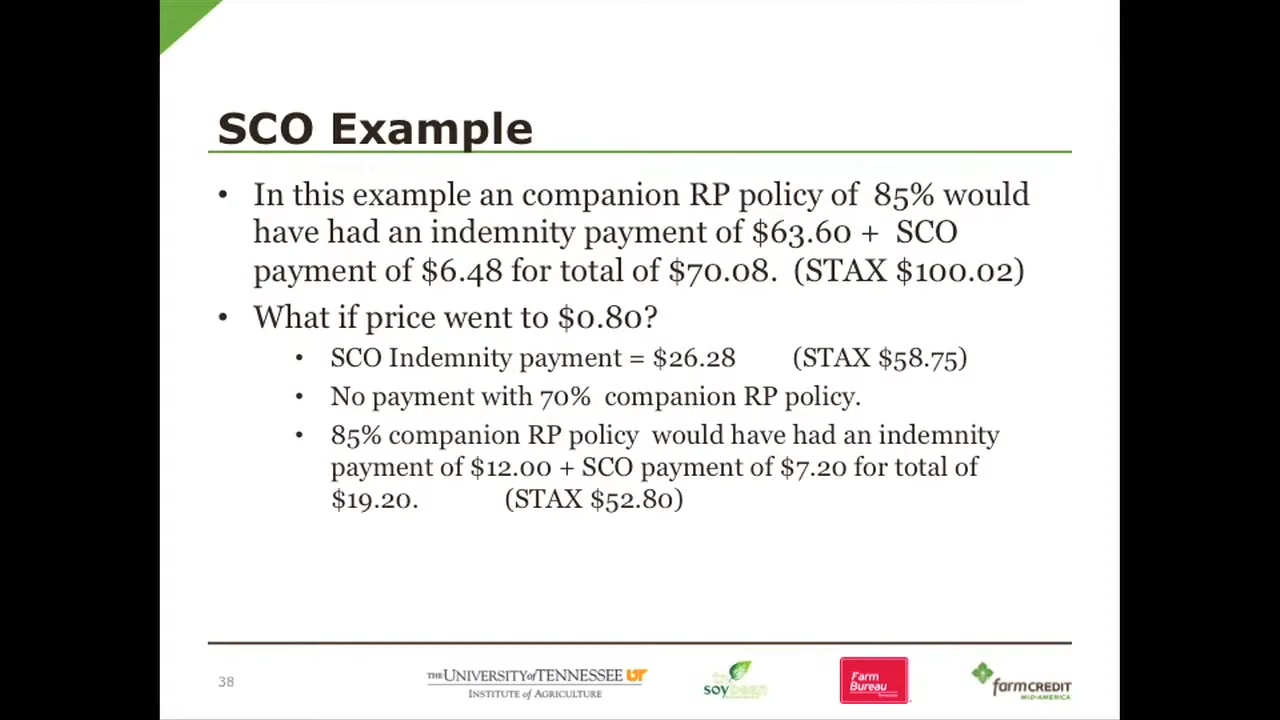 SCO Example
• In this example an companion RP policy of 85% would
have had an indemnity payment of $63.60 + SCO
payment of $6.48 for total of $70.08. (STAX $100.02)
• What if price went to $0.80?
• SCO Indemnity payment = $26.28 (STAX $58.75)
• No payment with 70% companion RP policy.
• 85% companion RP policy would have had an indemnity
payment of $12.00 + SCO payment of $7.20 for total of
$19.20. (STAX $52.80)
38
THE UNIVERSITY of TENNESSEE UT
INSTITUTE of AGRICULTURE
soybean
Farm
Bureau
farmCREDIT
MID-AMERICA